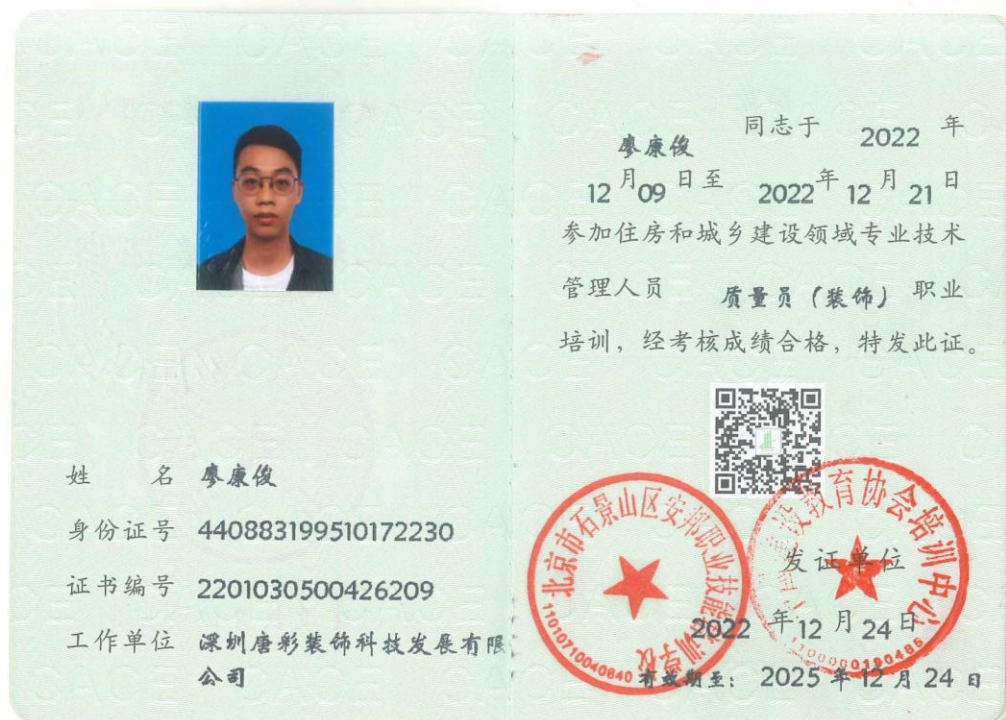 姓 名 廖康俊
身份证号 440883199510172230
证书编号 2201030500426209
工作单位 深圳唐彩装饰科技发展有限
公司
廖康俊 同志于 2022 年
12 月 09 日至 2022 年 12 月 21 日
参加住房和城乡建设领域专业技术
管理人员 质量员（装饰） 职业
培训，经考核成绩合格，特发此证。
北京市石景山区安邦职业技能培训学校
11010710040640
建设教育协会培训中心
1100000190486
发证单位
2022 年 12 月 24 日
有效期至： 2025 年 12 月 24 日